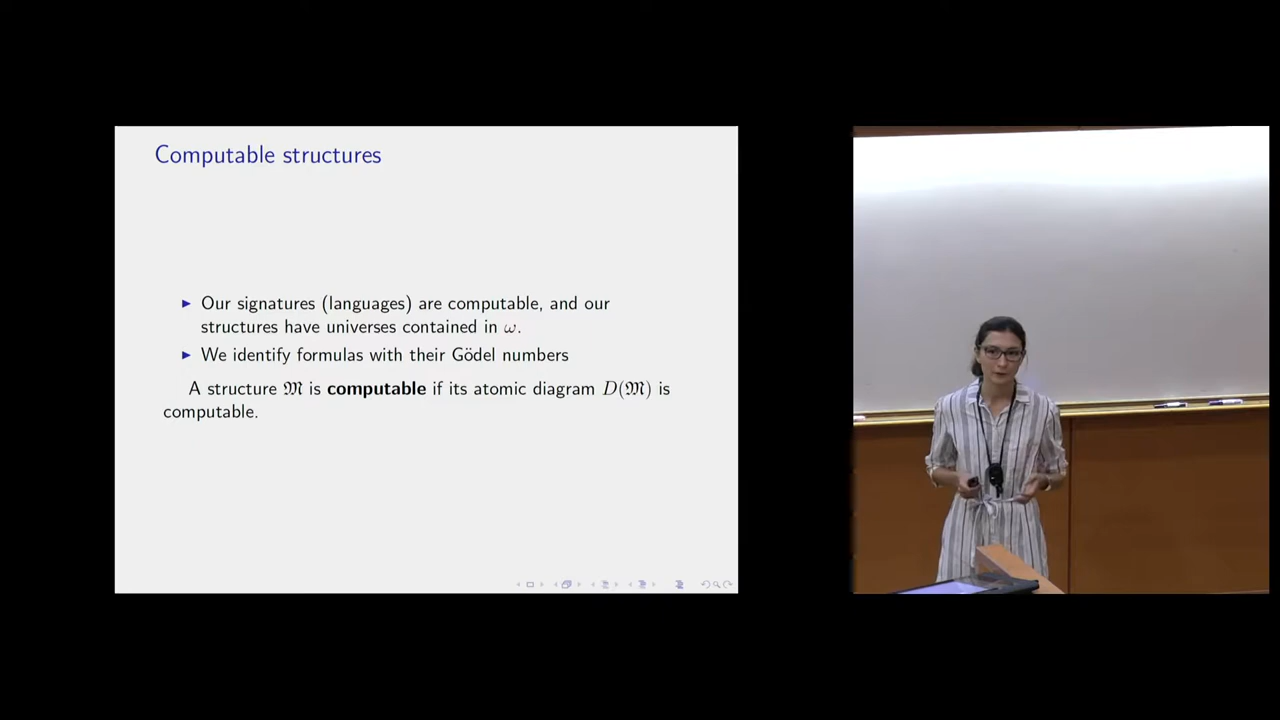 Computable structures
▶ Our signatures (languages) are computable, and our
structures have universes contained in ω.
▶ We identify formulas with their Gödel numbers
A structure 𝔐 is computable if its atomic diagram D(𝔐) is
computable.